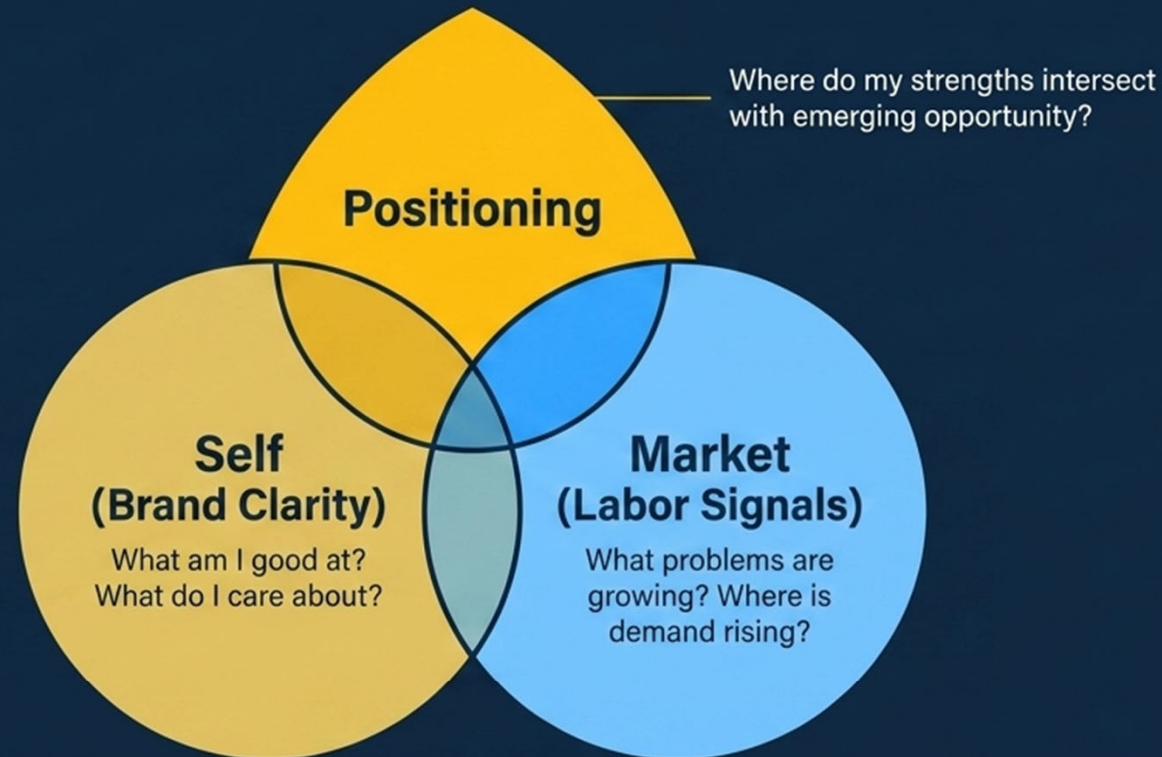 Where do my strengths intersect
with emerging opportunity?
Positioning
Self
(Brand Clarity)
What am I good at?
What do I care about?
Market
(Labor Signals)
What problems are
growing? Where is
demand rising?